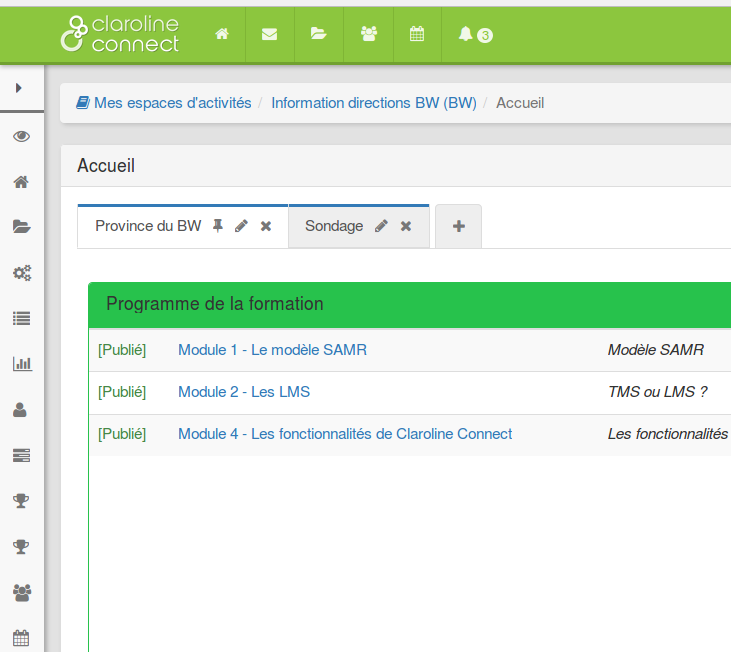 claroline
connect
3
Mes espaces d'activités / Information directions BW (BW) / Accueil
Accueil
Province du BW Sondage
Programme de la formation
[Publié] Module 1 - Le modèle SAMR Modèle SAMR
[Publié] Module 2 - Les LMS TMS ou LMS ?
[Publié] Module 4 - Les fonctionnalités de Claroline Connect Les fonctionnalités